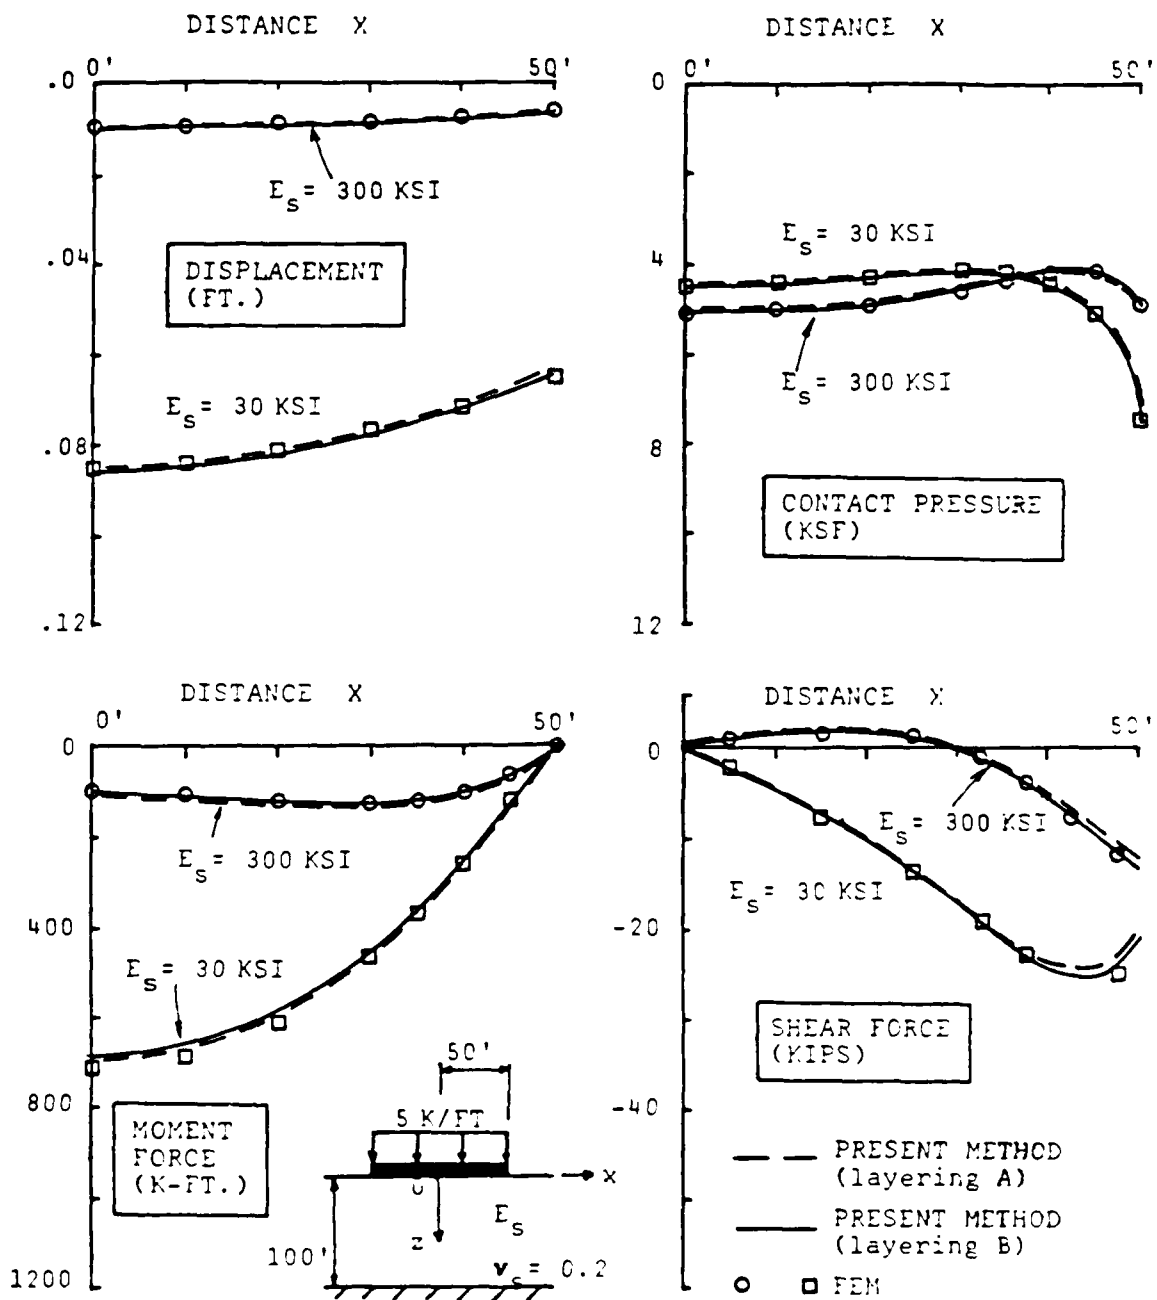 DISTANCE X
0' 50'
.0
.04
.08
.12
E_s = 300 KSI
DISPLACEMENT
(FT.)
E_s = 30 KSI
DISTANCE X
0' 50'
0
4
8
12
E_s = 30 KSI
E_s = 300 KSI
CONTACT PRESSURE
(KSF)
DISTANCE X
0' 50'
0
400
800
1200
E_s = 300 KSI
E_s = 30 KSI
MOMENT
FORCE
(K-FT.)
50'
5 K/FT
x
z
E_s
100'
ν_s = 0.2
DISTANCE X
50'
0
-20
-40
E_s = 300 KSI
E_s = 30 KSI
SHEAR FORCE
(KIPS)
PRESENT METHOD
(layering A)
PRESENT METHOD
(layering B)
FEM